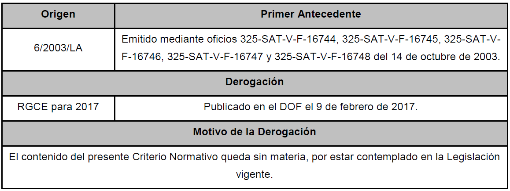 Origen
Primer Antecedente
6/2003/LA
Emitido mediante oficios 325-SAT-V-F-16744, 325-SAT-V-F-16745, 325-SAT-V-
F-16746, 325-SAT-V-F-16747 y 325-SAT-V-F-16748 del 14 de octubre de 2003.
Derogación
RGCE para 2017
Publicado en el DOF el 9 de febrero de 2017.
Motivo de la Derogación
El contenido del presente Criterio Normativo queda sin materia, por estar contemplado en la Legislación
vigente.